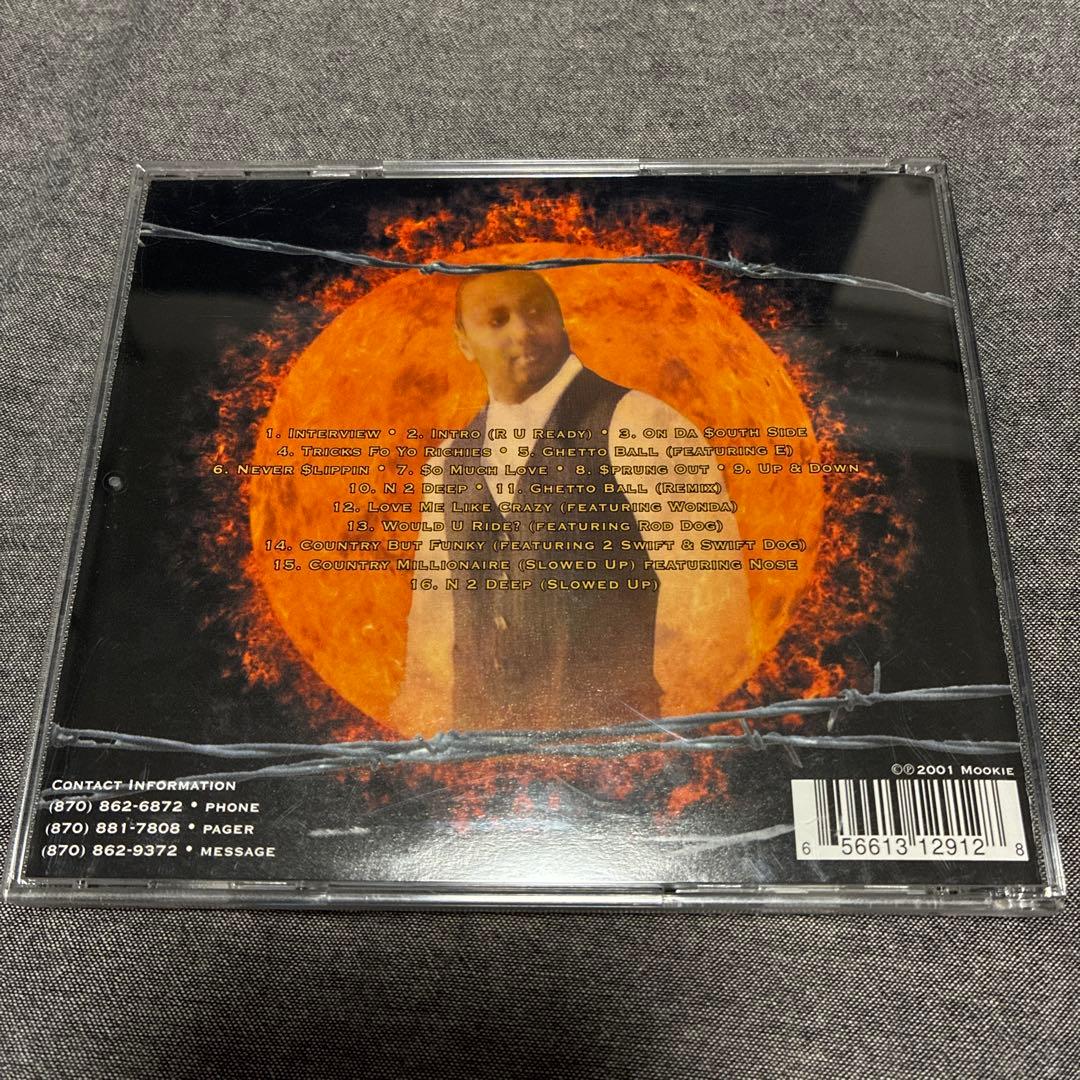 1. Interview • 2. Intro (R U Ready) • 3. On Da $outh Side
4. Tricks Fo Yo Richies • 5. Ghetto Ball (Featuring E)
6. Never $lippin • 7. $o Much Love • 8. $prung Out • 9. Up & Down
10. N 2 Deep • 11. Ghetto Ball (Remix)
12. Love Me Like Crazy (featuring Wonda)
13. Would U Ride? (featuring Rod Dog)
14. Country But Funky (featuring 2 Swift & Swift Dog)
15. Country Millionaire (Slowed Up) featuring Nose
16. N 2 Deep (Slowed Up)
Contact Information
(870) 862-6872 • phone
(870) 881-7808 • pager
(870) 862-9372 • message
©℗2001 Mookie
6 56613 12912 8